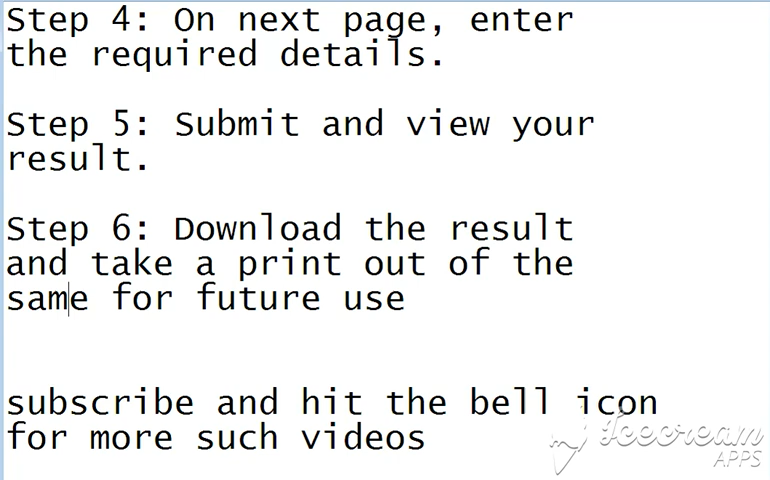 Step 4: On next page, enter
the required details.
Step 5: Submit and view your
result.
Step 6: Download the result
and take a print out of the
same for future use
subscribe and hit the bell icon
for more such videos
Icecream
APPS